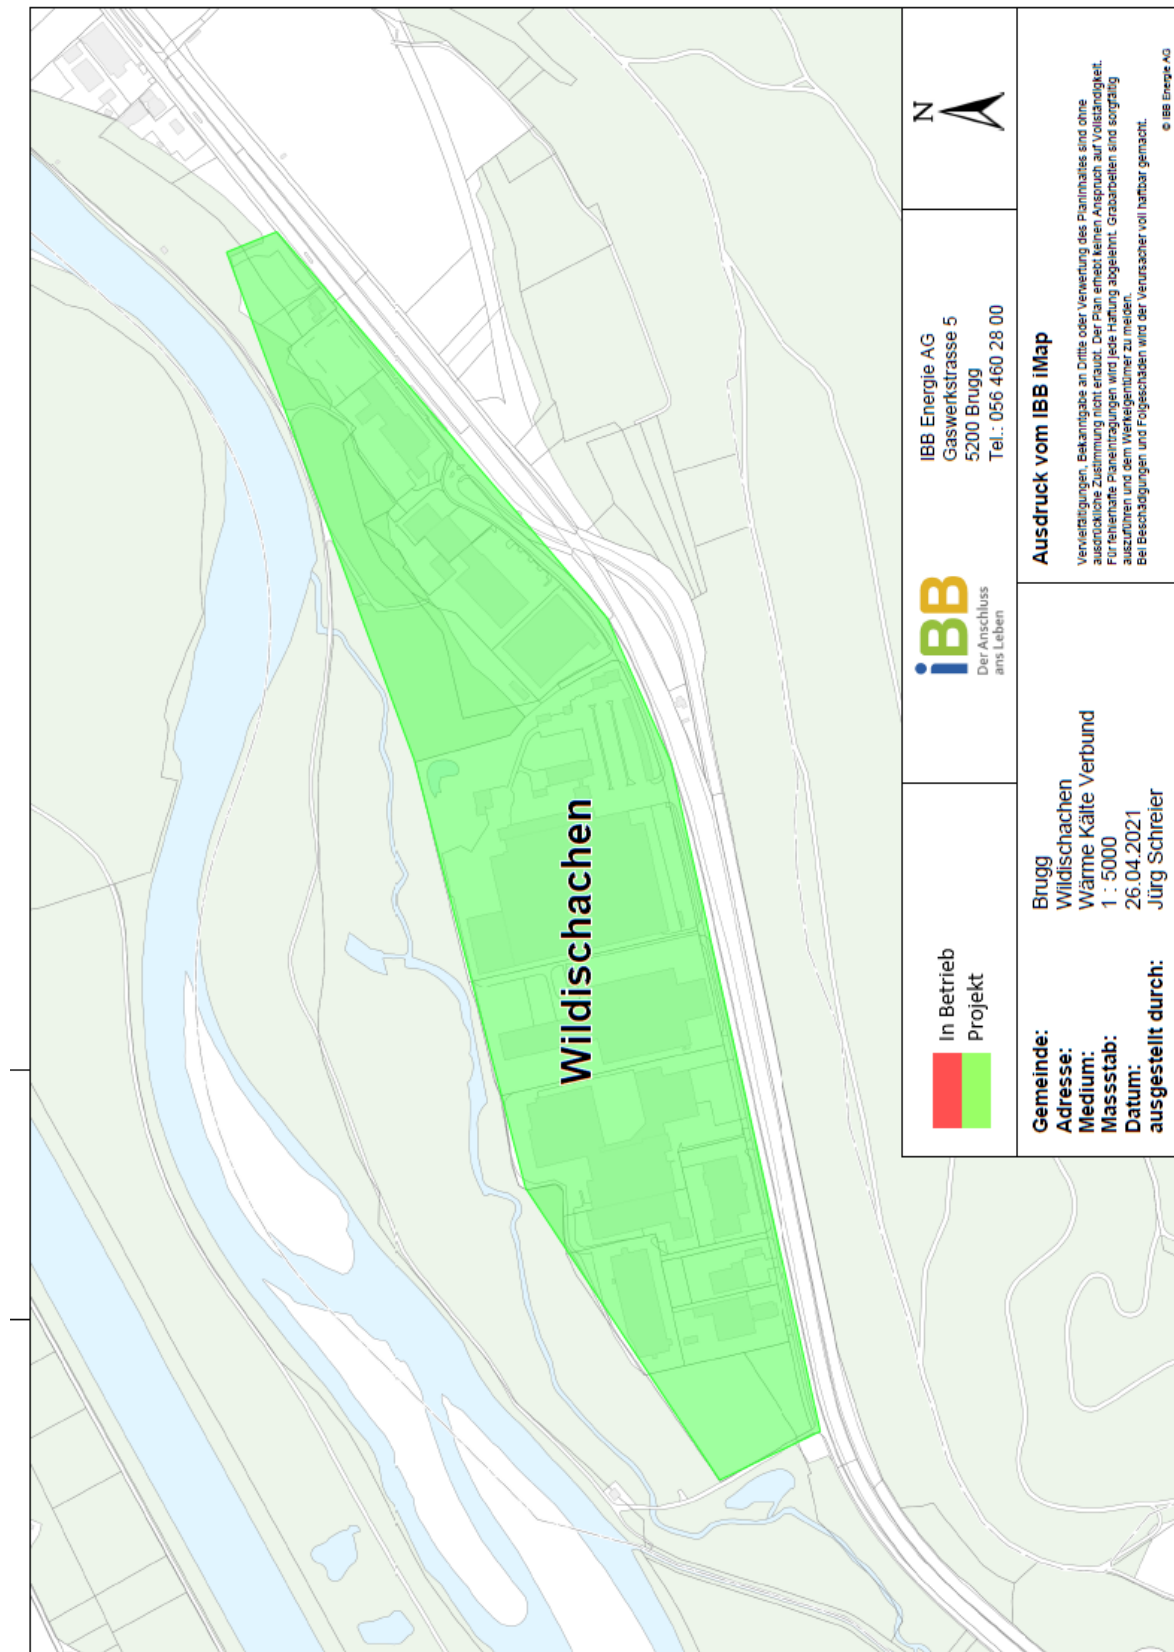 Wildischachen
In Betrieb
Projekt
iBB
Der Anschluss
ans Leben
IBB Energie AG
Gaswerkstrasse 5
5200 Brugg
Tel.: 056 460 28 00
N
Gemeinde: Brugg
Adresse: Wildischachen
Medium: Wärme Kälte Verbund
Massstab: 1 : 5000
Datum: 26.04.2021
ausgestellt durch: Jürg Schreier
Ausdruck vom IBB iMap
Vervielfältigungen, Bekanntgabe an Dritte oder Verwertung des Planinhaltes sind ohne
ausdrückliche Zustimmung nicht erlaubt. Der Plan erhebt keinen Anspruch auf Vollständigkeit.
Für fehlerhafte Planeintragungen wird jede Haftung abgelehnt. Grabarbeiten sind sorgfältig
auszuführen und dem Werkeigentümer zu melden.
Bei Beschädigungen und Folgeschäden wird der Verursacher voll haftbar gemacht.
© IBB Energie AG